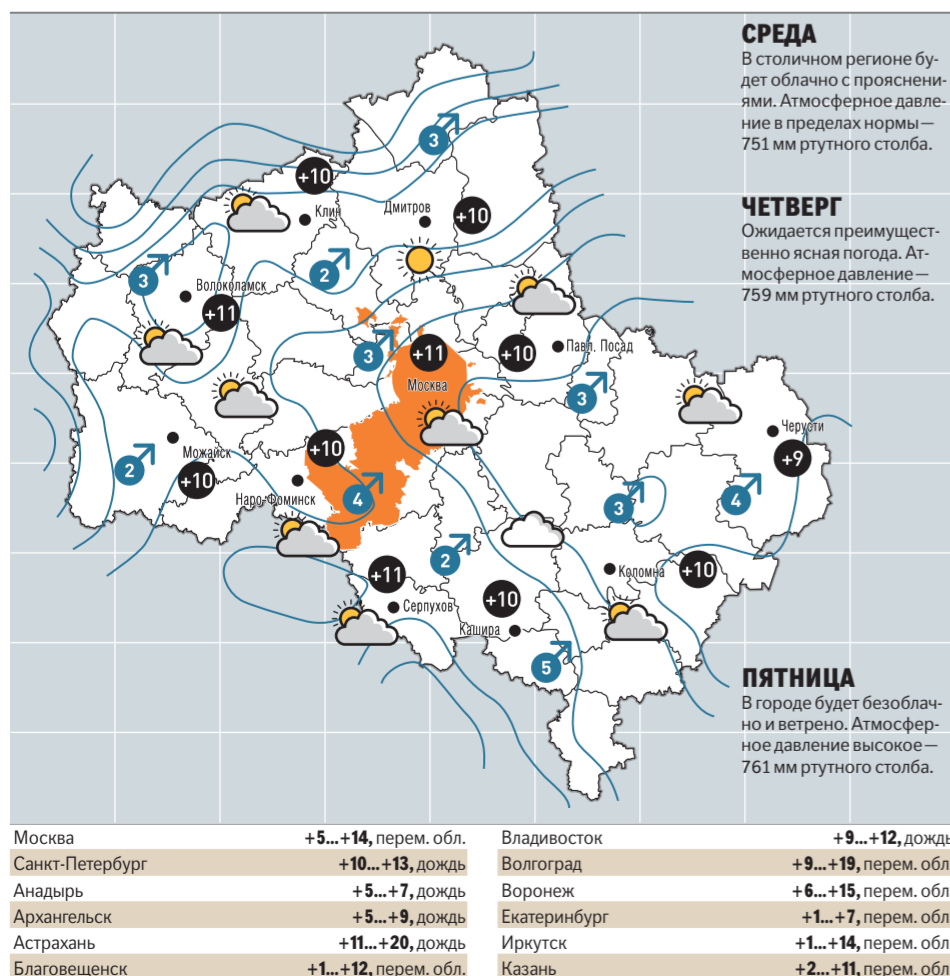 СРЕДА
В столичном регионе бу-
дет облачно с прояснени-
ями. Атмосферное давле-
ние в пределах нормы —
751 мм ртутного столба.
ЧЕТВЕРГ
Ожидается преимущест-
венно ясная погода. Ат-
мосферное давление —
759 мм ртутного столба.
ПЯТНИЦА
В городе будет безоблач-
но и ветрено. Атмосфер-
ное давление высокое —
761 мм ртутного столба.
3
+10
Клин
Дмитров
+10
2
3
Волоколамск
+11
3
+11
Москва
+10
Павл. Посад
3
Черусти
+9
Можайск
2
+10
+10
Наро-Фоминск
4
3
4
2
+11
Серпухов
+10
Кашира
Коломна
+10
5
Москва +5...+14, перем. обл.
Санкт-Петербург +10...+13, дождь
Анадырь +5...+7, дождь
Архангельск +5...+9, дождь
Астрахань +11...+20, дождь
Благовещенск +1...+12, перем. обл.
Владивосток +9...+12, дождь
Волгоград +9...+19, перем. обл
Воронеж +6...+15, перем. обл
Екатеринбург +1...+7, перем. обл
Иркутск +1...+14, перем. обл
Казань +2...+11, перем. обл